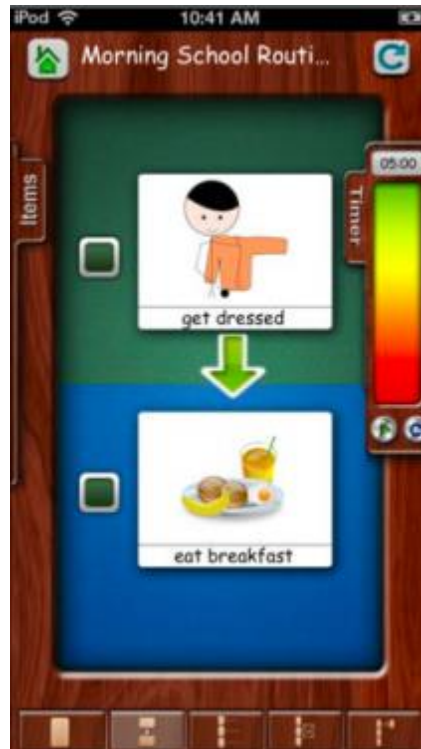 iPod 10:41 AM
Morning School Routi...
Items
05:00
Timer
get dressed
eat breakfast